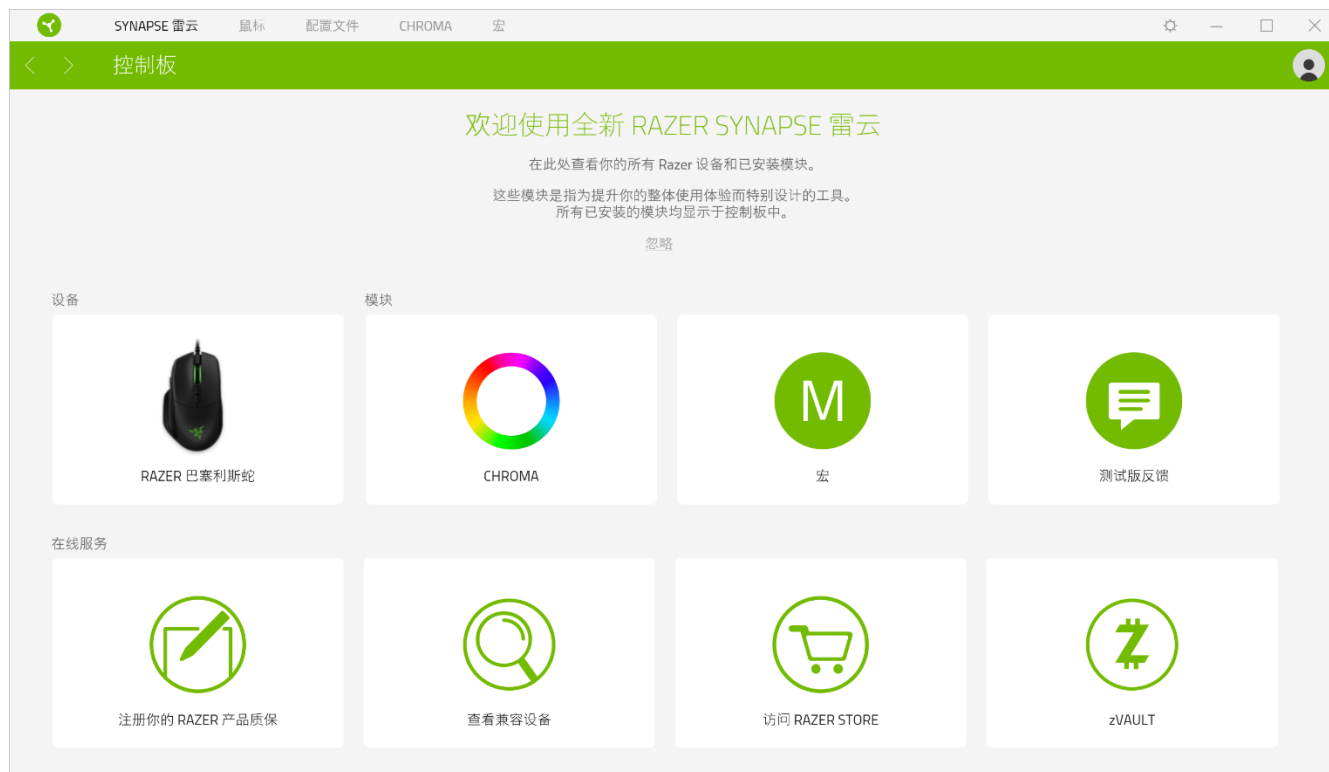 SYNAPSE 雷云 鼠标 配置文件 CHROMA 宏
控制板
欢迎使用全新 RAZER SYNAPSE 雷云
在此处查看你的所有 Razer 设备和已安装模块。
这些模块是指为提升你的整体使用体验而特别设计的工具。
所有已安装的模块均显示于控制板中。
忽略
设备 模块
M
RAZER 巴塞利斯蛇 CHROMA 宏 测试版反馈
在线服务
注册你的 RAZER 产品质保 查看兼容设备 访问 RAZER STORE zVAULT